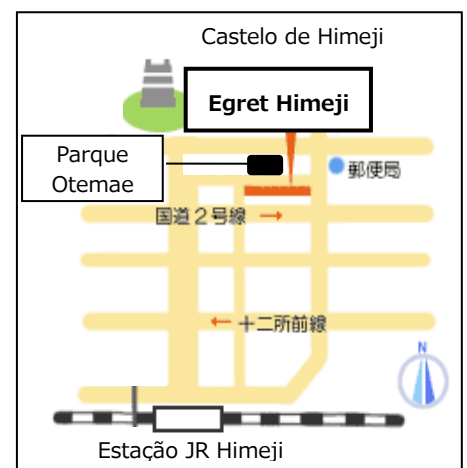 Castelo de Himeji
Egret Himeji
Parque
Otemae
郵便局
国道２号線 →
← 十二所前線
N
Estação JR Himeji